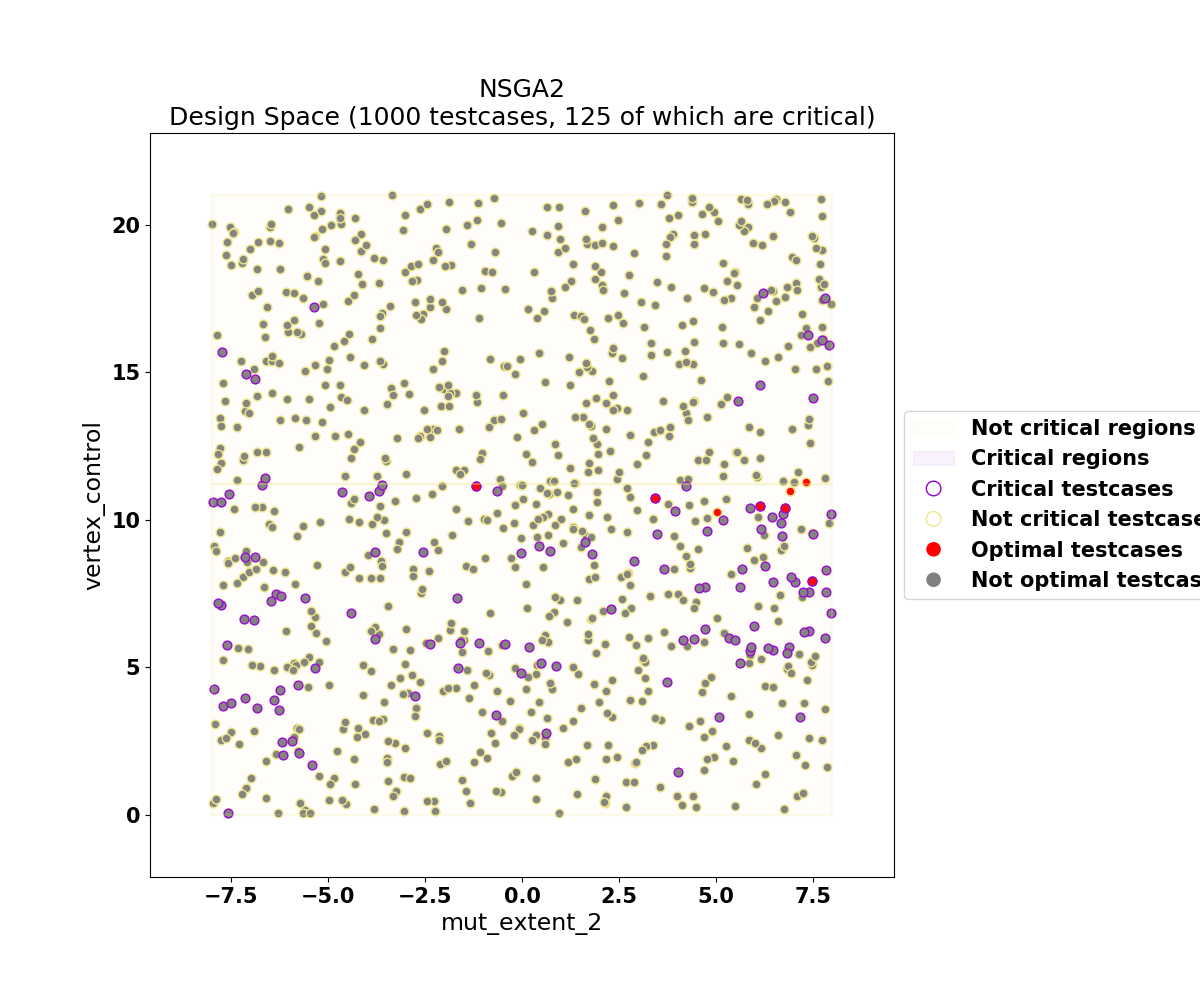 NSGA2
Design Space (1000 testcases, 125 of which are critical)
20
15
10
5
0
vertex_control
−7.5 −5.0 −2.5 0.0 2.5 5.0 7.5
mut_extent_2
Not critical regions
Critical regions
Critical testcases
Not critical testcase
Optimal testcases
Not optimal testcas